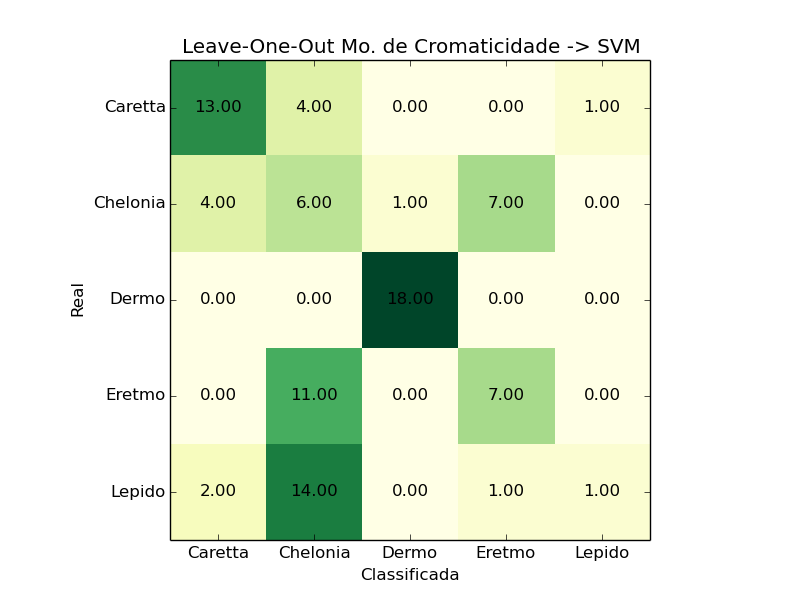 Leave-One-Out Mo. de Cromaticidade -> SVM
Caretta 13.00 4.00 0.00 0.00 1.00
Chelonia 4.00 6.00 1.00 7.00 0.00
Dermo 0.00 0.00 18.00 0.00 0.00
Eretmo 0.00 11.00 0.00 7.00 0.00
Lepido 2.00 14.00 0.00 1.00 1.00
Real
Caretta Chelonia Dermo Eretmo Lepido
Classificada